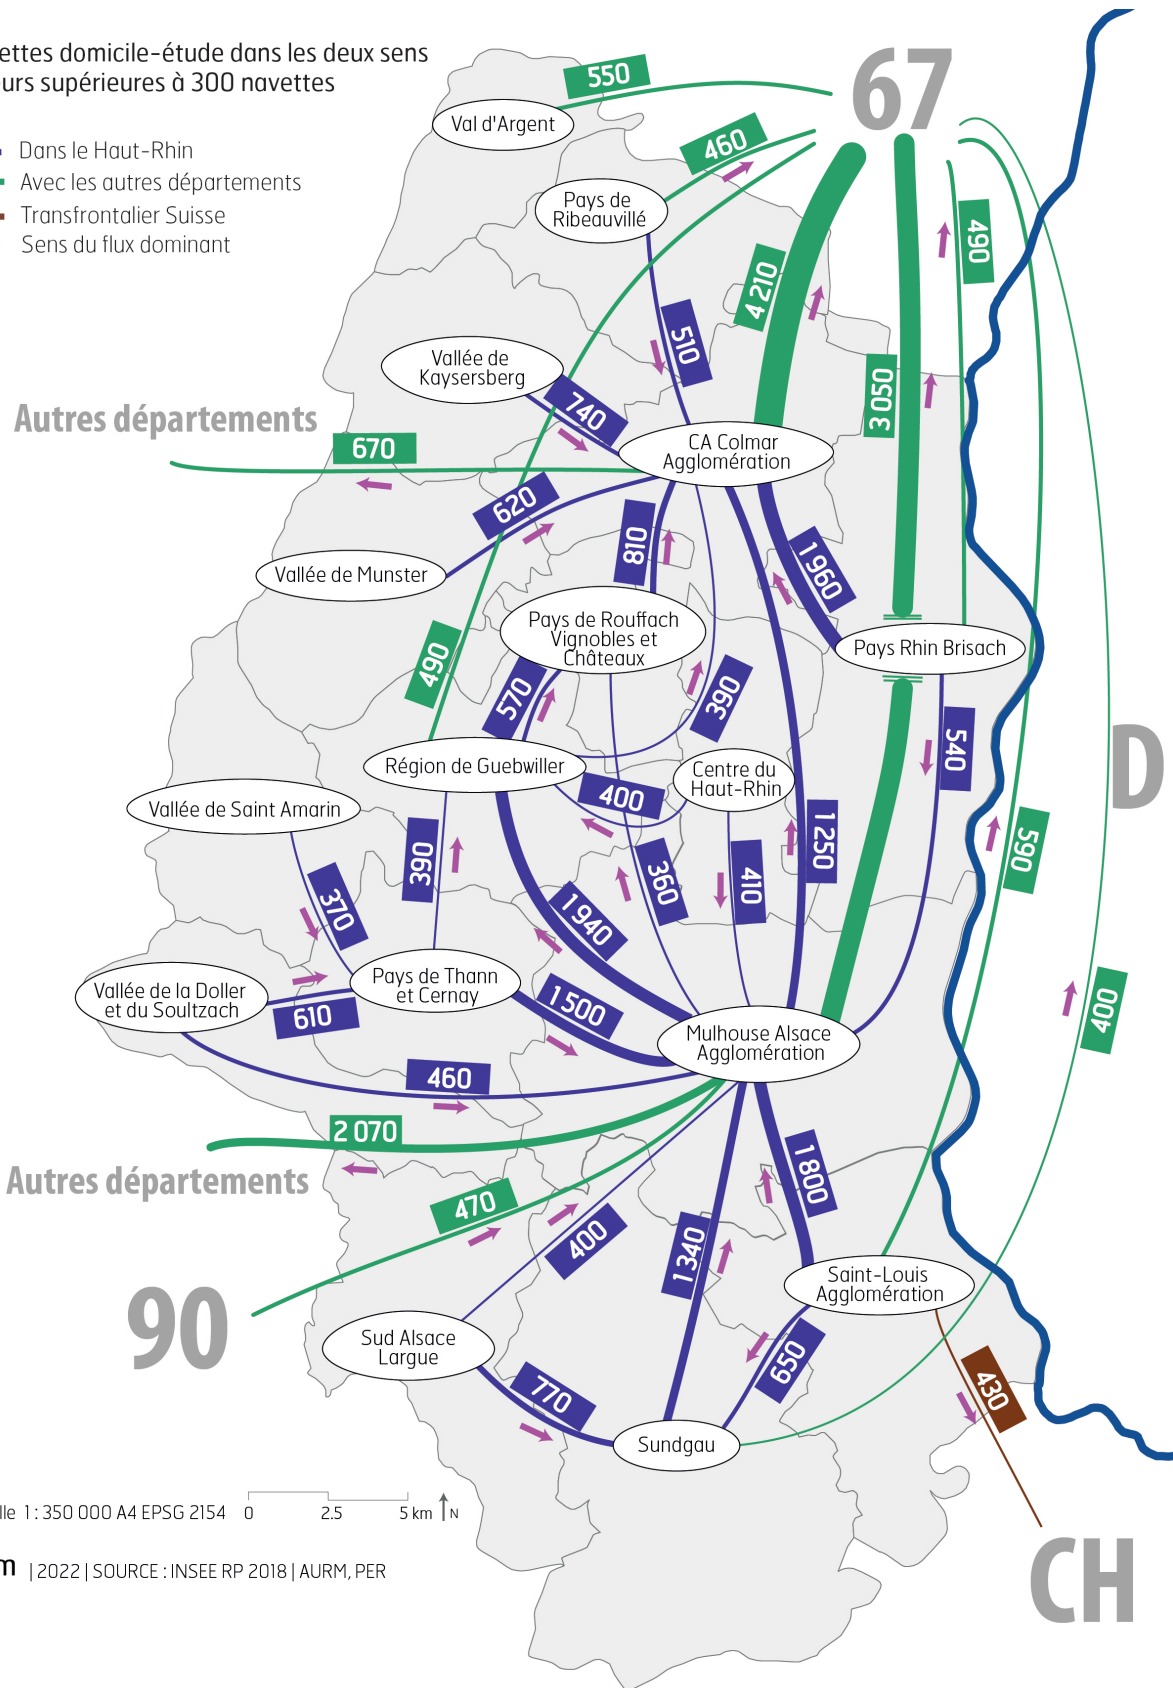 ettes domicile-étude dans les deux sens
urs supérieures à 300 navettes
Dans le Haut-Rhin
Avec les autres départements
Transfrontalier Suisse
Sens du flux dominant
67
550
Val d'Argent
460
Pays de
Ribeauvillé
490
4 210
510
3 050
Vallée de
Kaysersberg
740
Autres départements
670
CA Colmar
Agglomération
620
810
1 960
Vallée de Munster
Pays de Rouffach
Vignobles et
Châteaux
Pays Rhin Brisach
490
570
390
540
D
Région de Guebwiller
Centre du
Haut-Rhin
400
Vallée de Saint Amarin
390
360
410
1 250
590
370
1 940
Vallée de la Doller
et du Soultzach
610
Pays de Thann
et Cernay
1 500
400
Mulhouse Alsace
Agglomération
460
2 070
Autres départements
470
400
1 800
1 340
90
Saint-Louis
Agglomération
Sud Alsace
Largue
650
770
430
Sundgau
lle 1 : 350 000 A4 EPSG 2154
0 2.5 5 km N
m | 2022 | SOURCE : INSEE RP 2018 | AURM, PER
CH